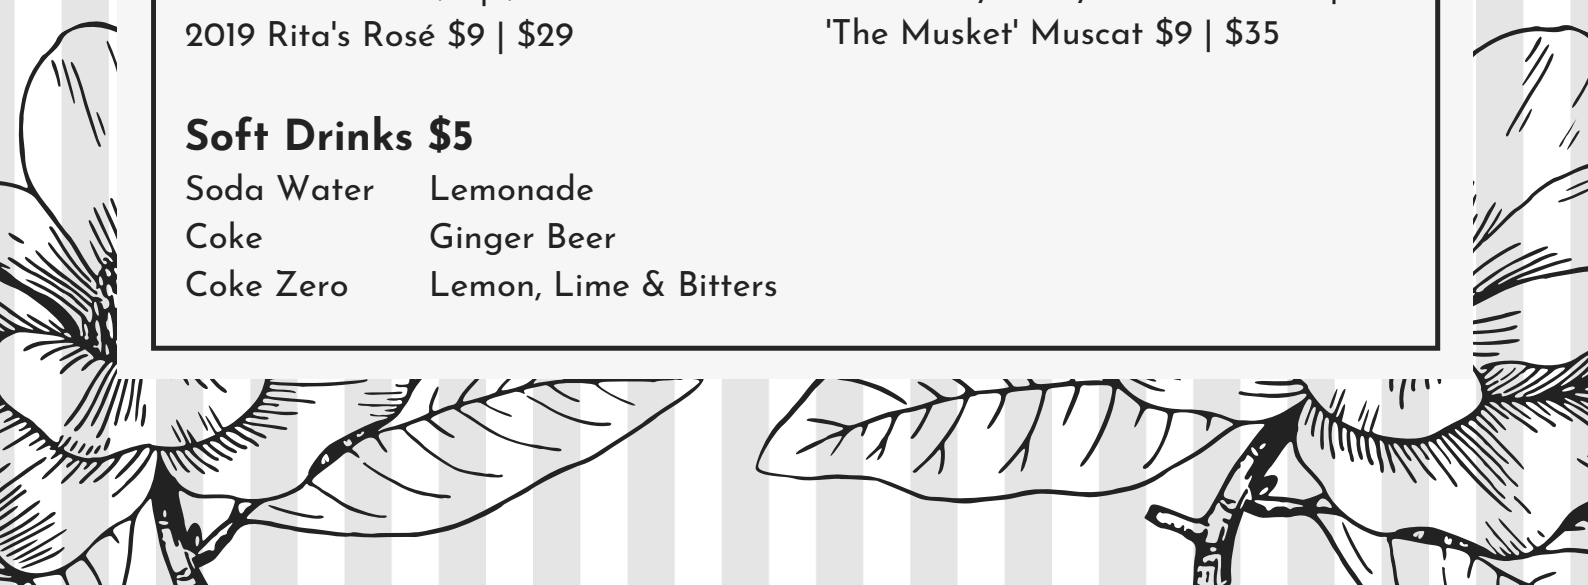 2019 Rita's Rosé $9 | $29
'The Musket' Muscat $9 | $35
Soft Drinks $5
Soda Water Lemonade
Coke Ginger Beer
Coke Zero Lemon, Lime & Bitters